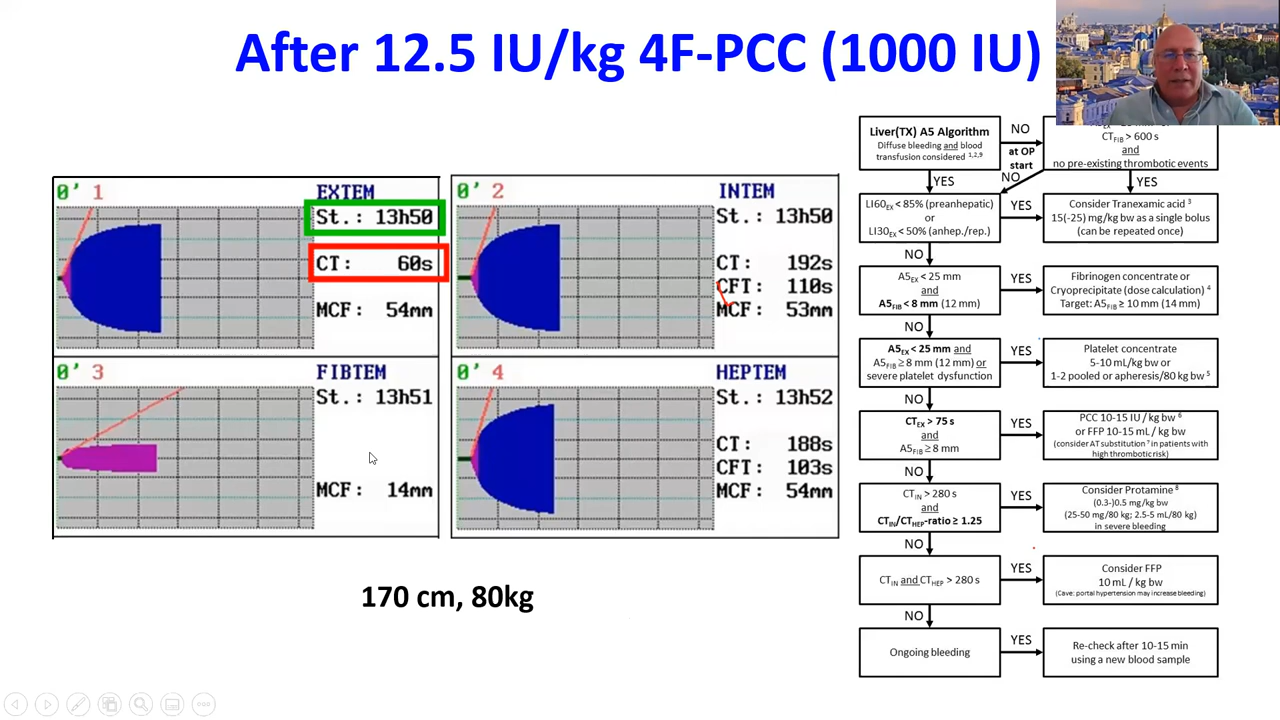 After 12.5 IU/kg 4F-PCC (1000 IU)
0' 1
EXTEM
St.: 13h50
CT: 60s
MCF: 54mm
0' 2
INTEM
St.: 13h50
CT: 192s
CFT: 110s
MCF: 53mm
0' 3
FIBTEM
St.: 13h51
MCF: 14mm
0' 4
HEPTEM
St.: 13h52
CT: 188s
CFT: 103s
MCF: 54mm
170 cm, 80kg
Liver(TX) A5 Algorithm
Diffuse bleeding and blood
transfusion considered 1,2,9
NO
at OP
start
CTFIB > 600 s
and
no pre-existing thrombotic events
YES
NO
YES
LI60EX < 85% (preanhepatic)
or
LI30EX < 50% (anhep./rep.)
YES
Consider Tranexamic acid 3
15(-25) mg/kg bw as a single bolus
(can be repeated once)
NO
A5EX < 25 mm
and
A5FIB < 8 mm (12 mm)
YES
Fibrinogen concentrate or
Cryoprecipitate (dose calculation) 4
Target: A5FIB ≥ 10 mm (14 mm)
NO
A5EX < 25 mm and
A5FIB ≥ 8 mm (12 mm) or
severe platelet dysfunction
YES
Platelet concentrate
5-10 mL/kg bw or
1-2 pooled or apheresis/80 kg bw 5
NO
CTEX > 75 s
and
A5FIB ≥ 8 mm
YES
PCC 10-15 IU / kg bw 6
or FFP 10-15 mL / kg bw
(consider AT substitution 7 in patients with
high thrombotic risk)
NO
CTIN > 280 s
and
CTIN/CTHEP-ratio ≥ 1.25
YES
Consider Protamine 8
(0.3-)0.5 mg/kg bw
(25-50 mg/80 kg; 2.5-5 mL/80 kg)
in severe bleeding
NO
CTIN and CTHEP > 280 s
YES
Consider FFP
10 mL / kg bw
(Cave: portal hypertension may increase bleeding)
NO
Ongoing bleeding
YES
Re-check after 10-15 min
using a new blood sample